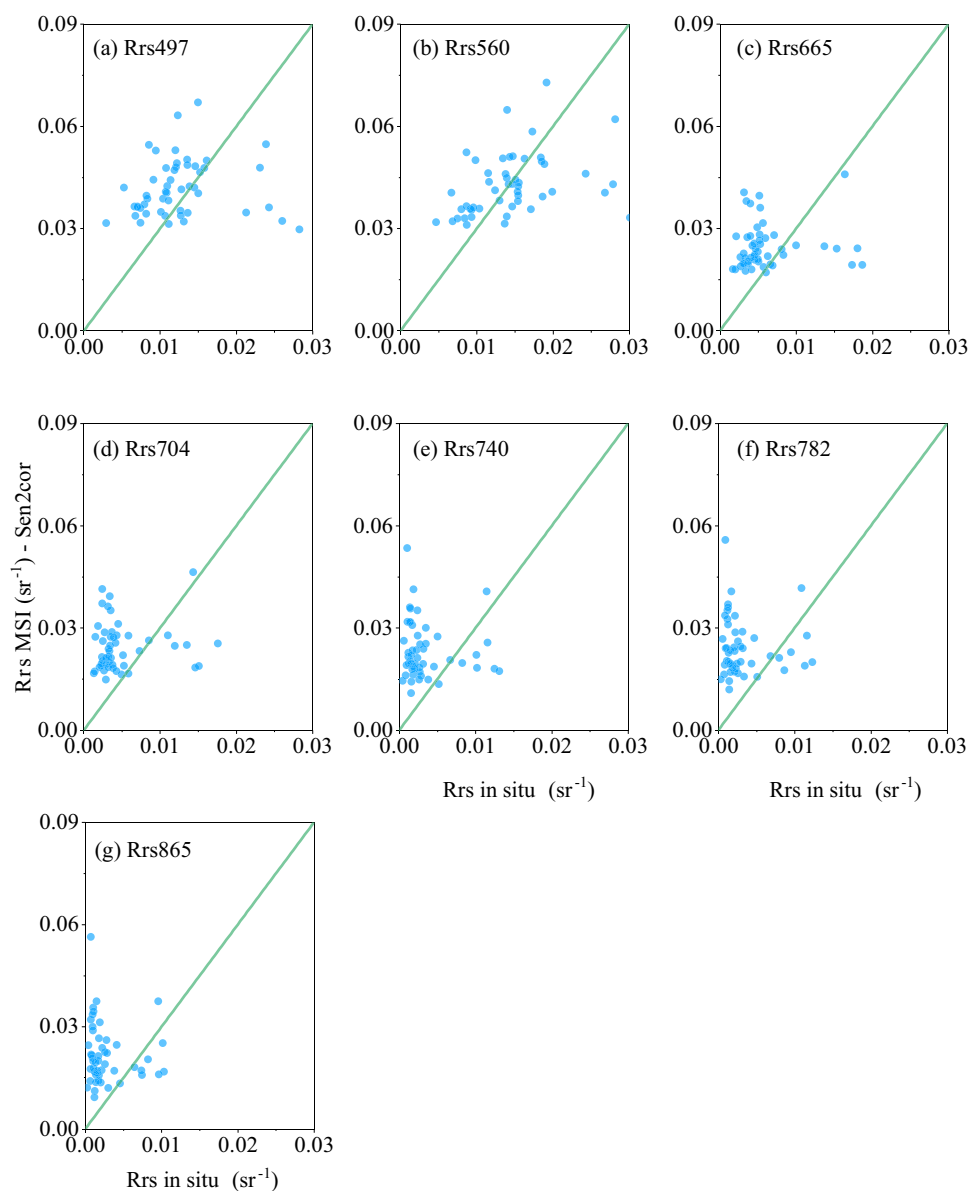 0.09
(a) Rrs497
0.06
0.03
0.00
0.00 0.01 0.02 0.03
0.09
(b) Rrs560
0.06
0.03
0.00
0.00 0.01 0.02 0.03
0.09
(c) Rrs665
0.06
0.03
0.00
0.00 0.01 0.02 0.03
Rrs MSI (sr⁻¹) - Sen2cor
0.09
(d) Rrs704
0.06
0.03
0.00
0.00 0.01 0.02 0.03
0.09
(e) Rrs740
0.06
0.03
0.00
0.00 0.01 0.02 0.03
Rrs in situ (sr⁻¹)
0.09
(f) Rrs782
0.06
0.03
0.00
0.00 0.01 0.02 0.03
Rrs in situ (sr⁻¹)
0.09
(g) Rrs865
0.06
0.03
0.00
0.00 0.01 0.02 0.03
Rrs in situ (sr⁻¹)